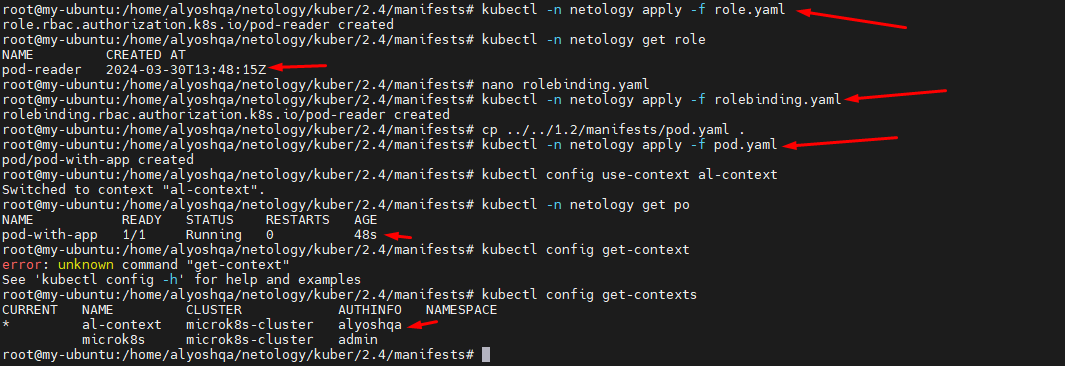 root@my-ubuntu:/home/alyoshqa/netology/kuber/2.4/manifests# kubectl -n netology apply -f role.yaml
role.rbac.authorization.k8s.io/pod-reader created
root@my-ubuntu:/home/alyoshqa/netology/kuber/2.4/manifests# kubectl -n netology get role
NAME         CREATED AT
pod-reader   2024-03-30T13:48:15Z
root@my-ubuntu:/home/alyoshqa/netology/kuber/2.4/manifests# nano rolebinding.yaml
root@my-ubuntu:/home/alyoshqa/netology/kuber/2.4/manifests# kubectl -n netology apply -f rolebinding.yaml
rolebinding.rbac.authorization.k8s.io/pod-reader created
root@my-ubuntu:/home/alyoshqa/netology/kuber/2.4/manifests# cp ../../1.2/manifests/pod.yaml .
root@my-ubuntu:/home/alyoshqa/netology/kuber/2.4/manifests# kubectl -n netology apply -f pod.yaml
pod/pod-with-app created
root@my-ubuntu:/home/alyoshqa/netology/kuber/2.4/manifests# kubectl config use-context al-context
Switched to context "al-context".
root@my-ubuntu:/home/alyoshqa/netology/kuber/2.4/manifests# kubectl -n netology get po
NAME           READY   STATUS    RESTARTS   AGE
pod-with-app   1/1     Running   0          48s
root@my-ubuntu:/home/alyoshqa/netology/kuber/2.4/manifests# kubectl config get-context
error: unknown command "get-context"
See 'kubectl config -h' for help and examples
root@my-ubuntu:/home/alyoshqa/netology/kuber/2.4/manifests# kubectl config get-contexts
CURRENT   NAME         CLUSTER            AUTHINFO   NAMESPACE
*         al-context   microk8s-cluster   alyoshqa
          microk8s     microk8s-cluster   admin
root@my-ubuntu:/home/alyoshqa/netology/kuber/2.4/manifests#